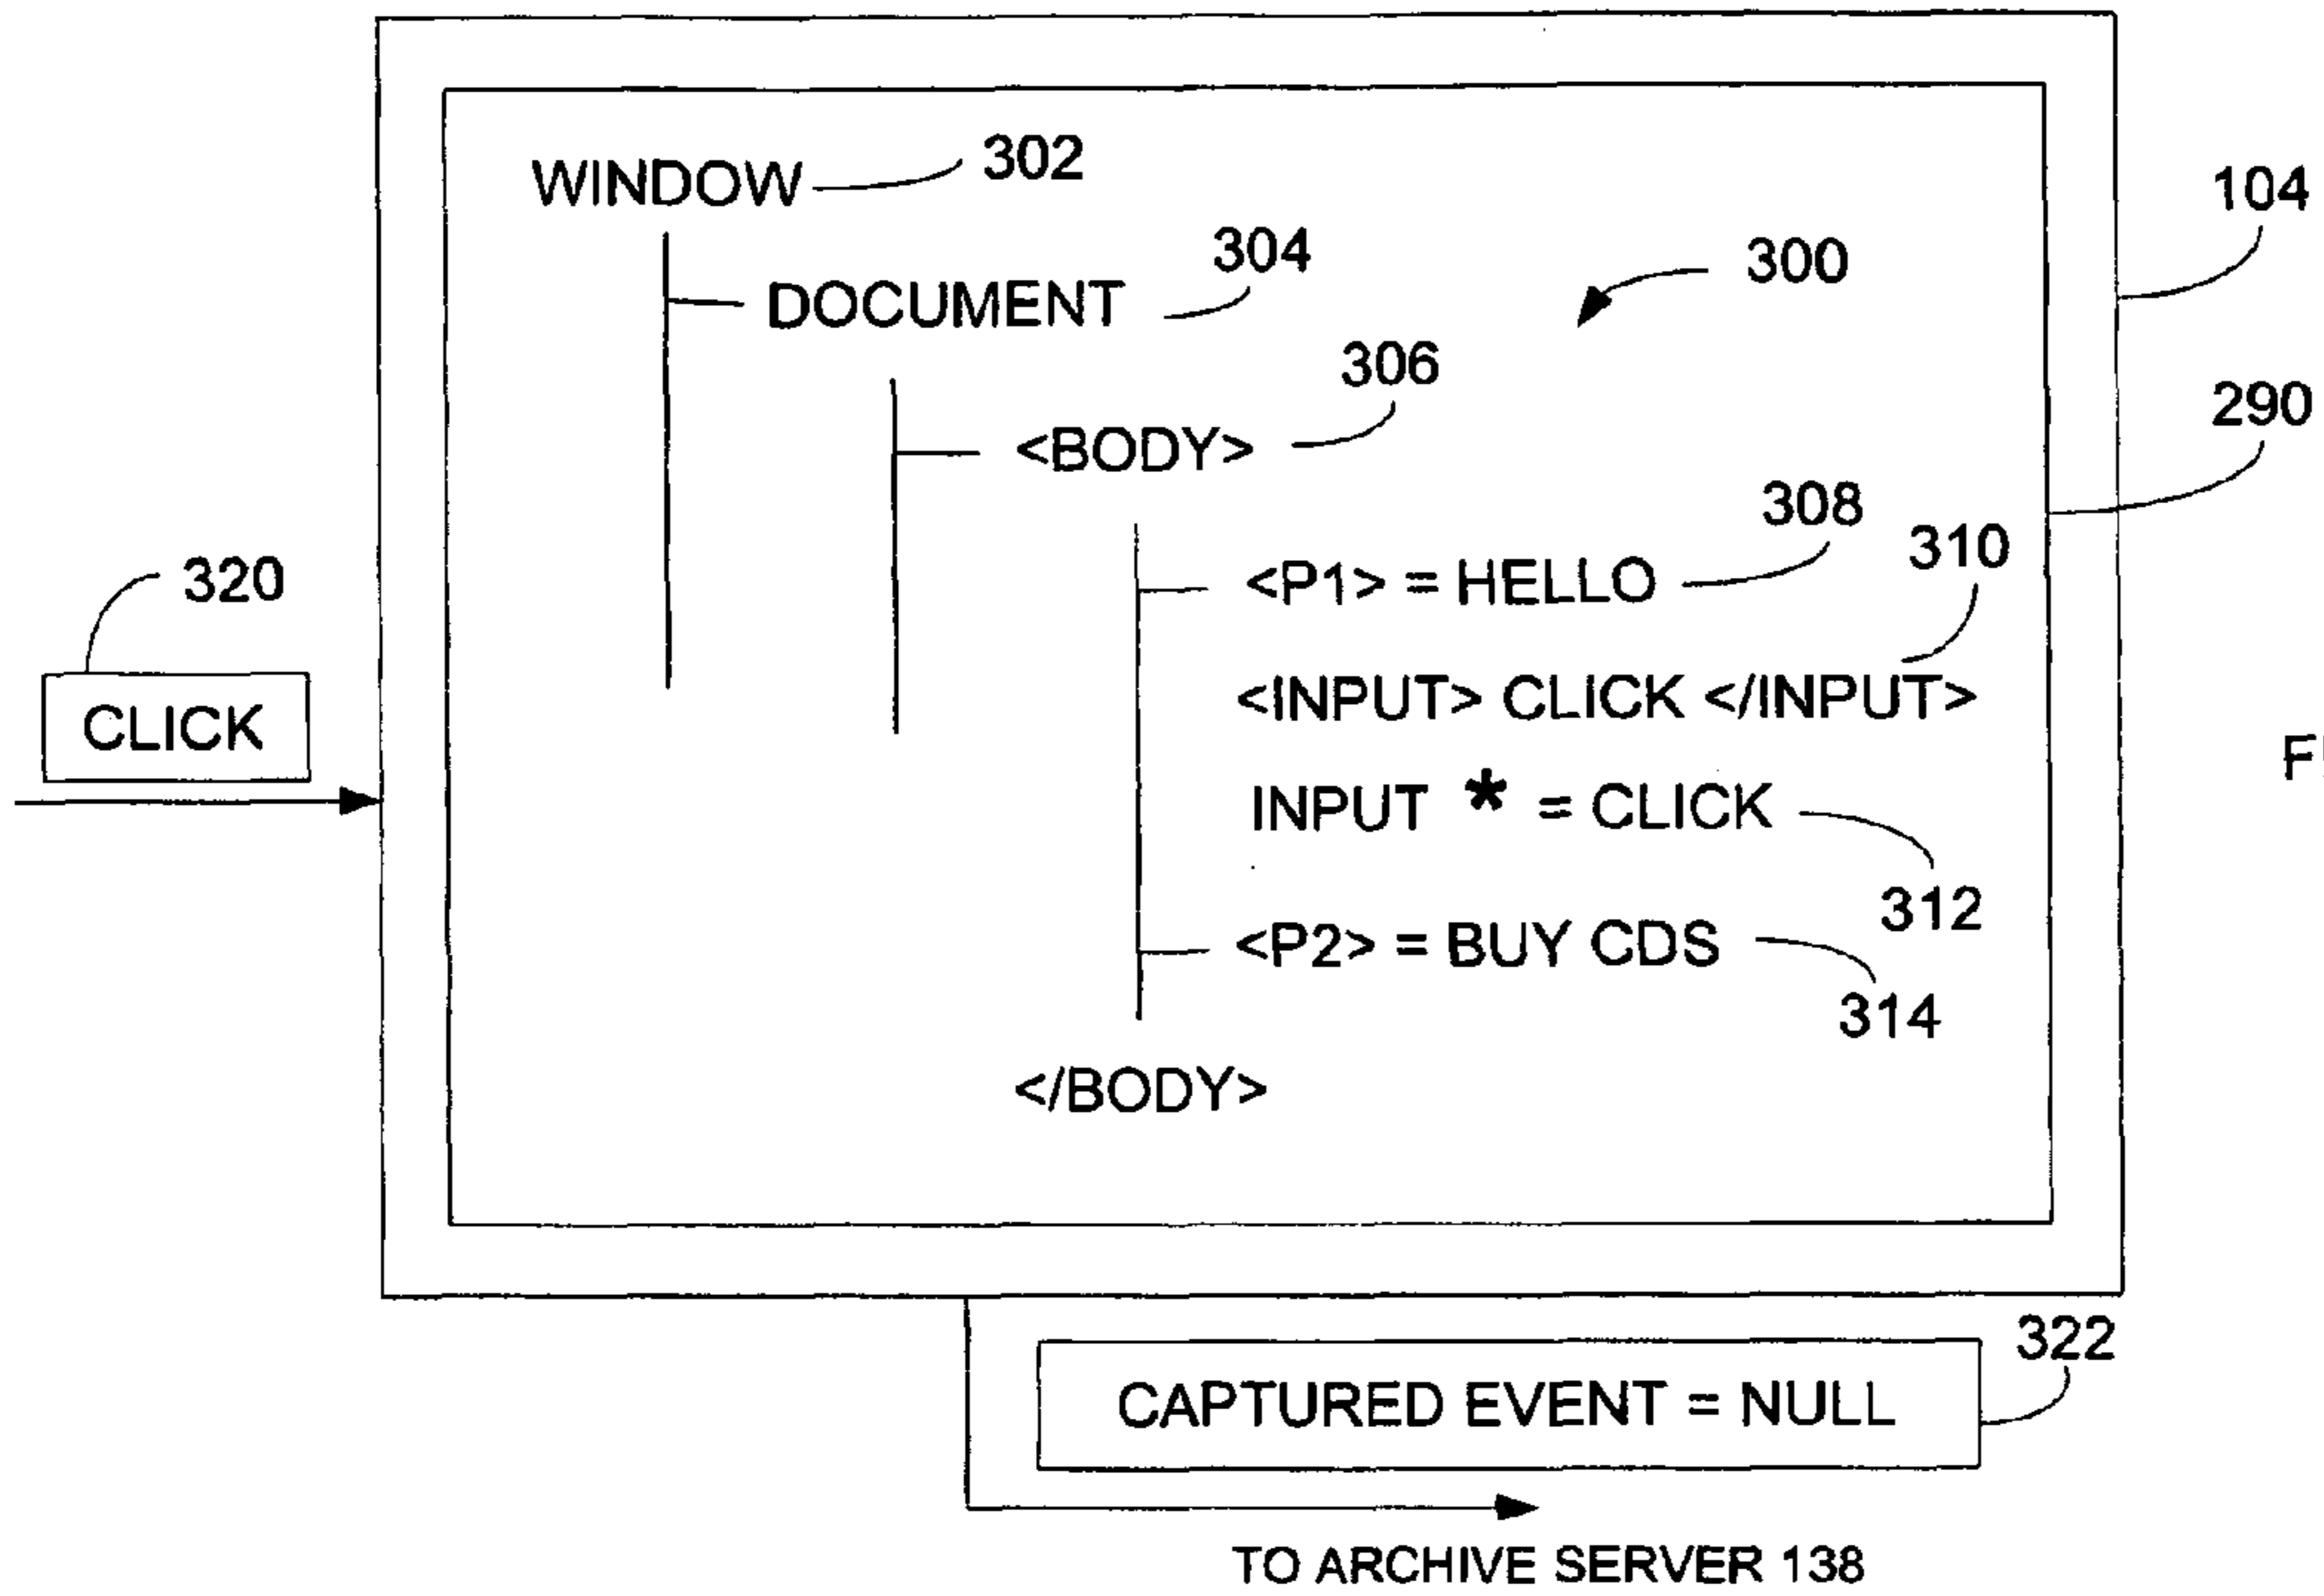 WINDOW 302
104
DOCUMENT 304
300
<BODY> 306
290
<P1> = HELLO 308
320
<INPUT> CLICK </INPUT> 310
CLICK
INPUT * = CLICK
312
<P2> = BUY CDS
314
</BODY>
322
CAPTURED EVENT = NULL
TO ARCHIVE SERVER 138